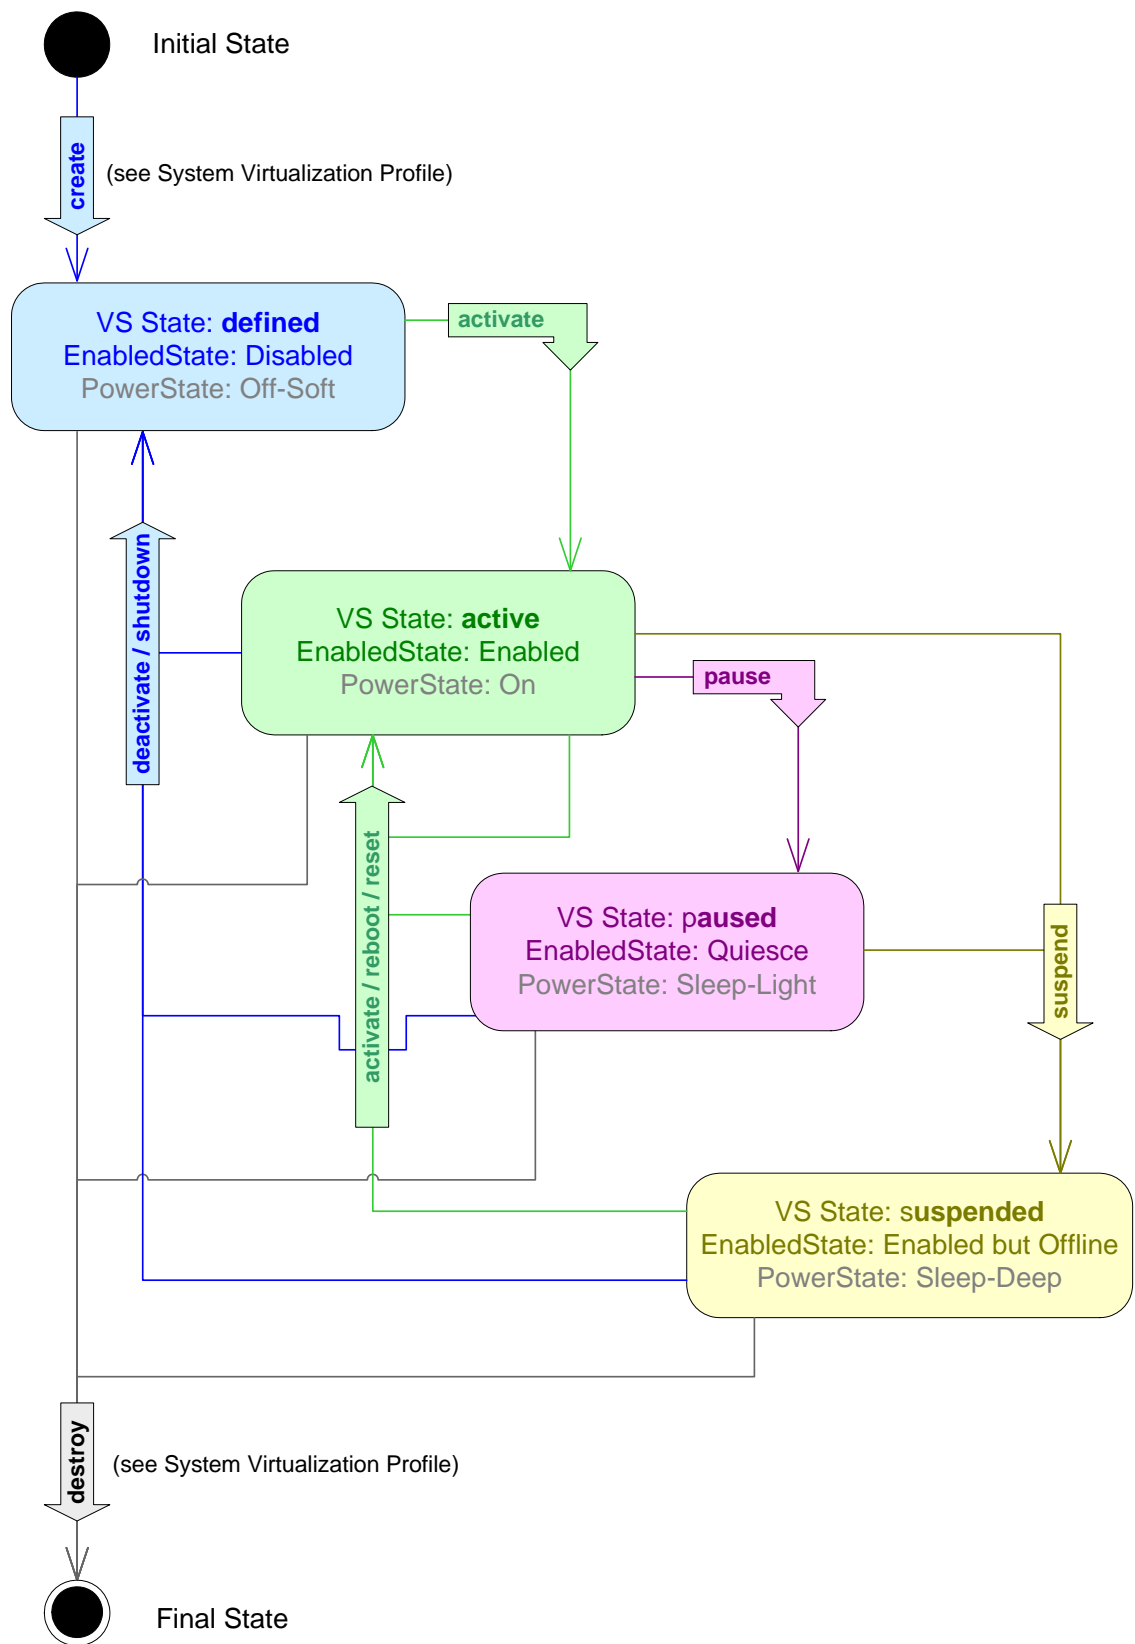 Initial State
create
(see System Virtualization Profile)
VS State: defined
EnabledState: Disabled
PowerState: Off-Soft
activate
deactivate / shutdown
VS State: active
EnabledState: Enabled
PowerState: On
pause
activate / reboot / reset
VS State: paused
EnabledState: Quiesce
PowerState: Sleep-Light
suspend
VS State: suspended
EnabledState: Enabled but Offline
PowerState: Sleep-Deep
destroy
(see System Virtualization Profile)
Final State